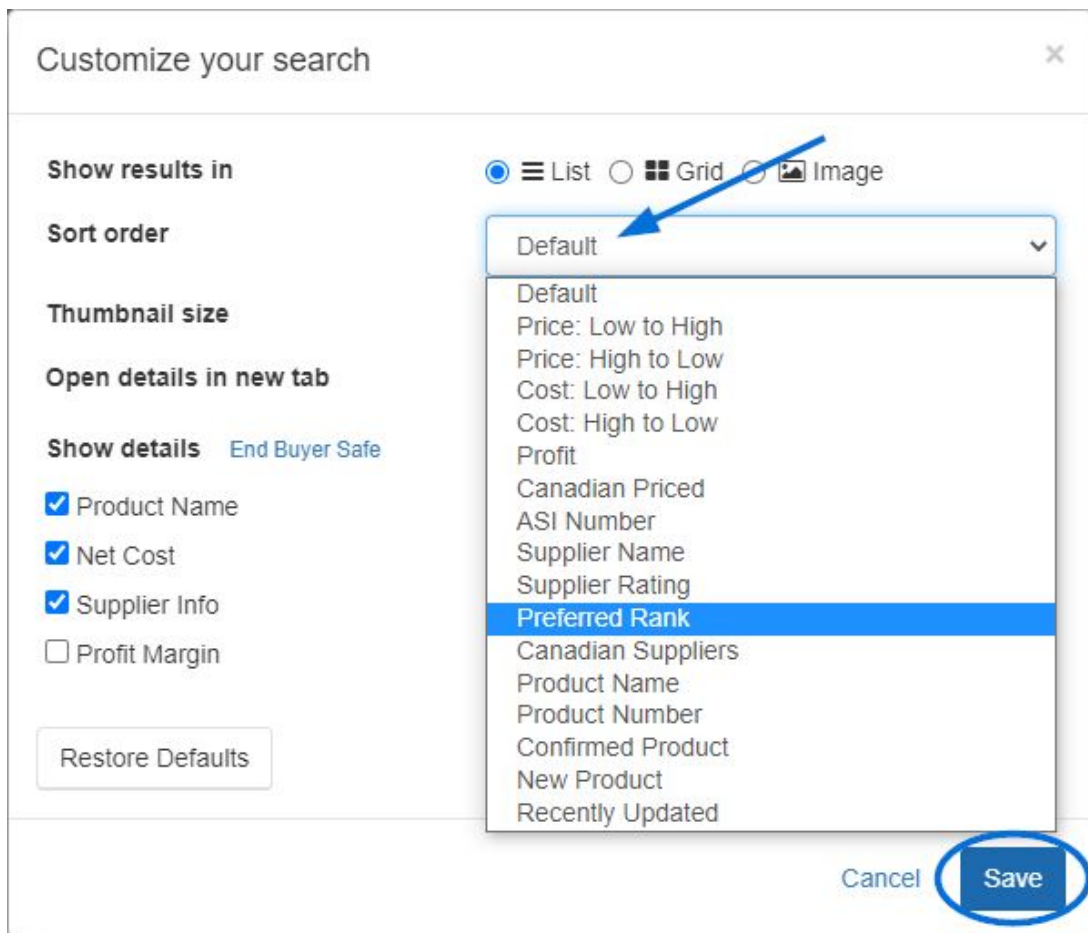 Customize your search ×
Show results in List Grid Image
Sort order Default
Default
Price: Low to High
Price: High to Low
Cost: Low to High
Cost: High to Low
Profit
Canadian Priced
ASI Number
Supplier Name
Supplier Rating
Preferred Rank
Canadian Suppliers
Product Name
Product Number
Confirmed Product
New Product
Recently Updated
Thumbnail size
Open details in new tab
Show details End Buyer Safe
Product Name
Net Cost
Supplier Info
Profit Margin
Restore Defaults
Cancel Save